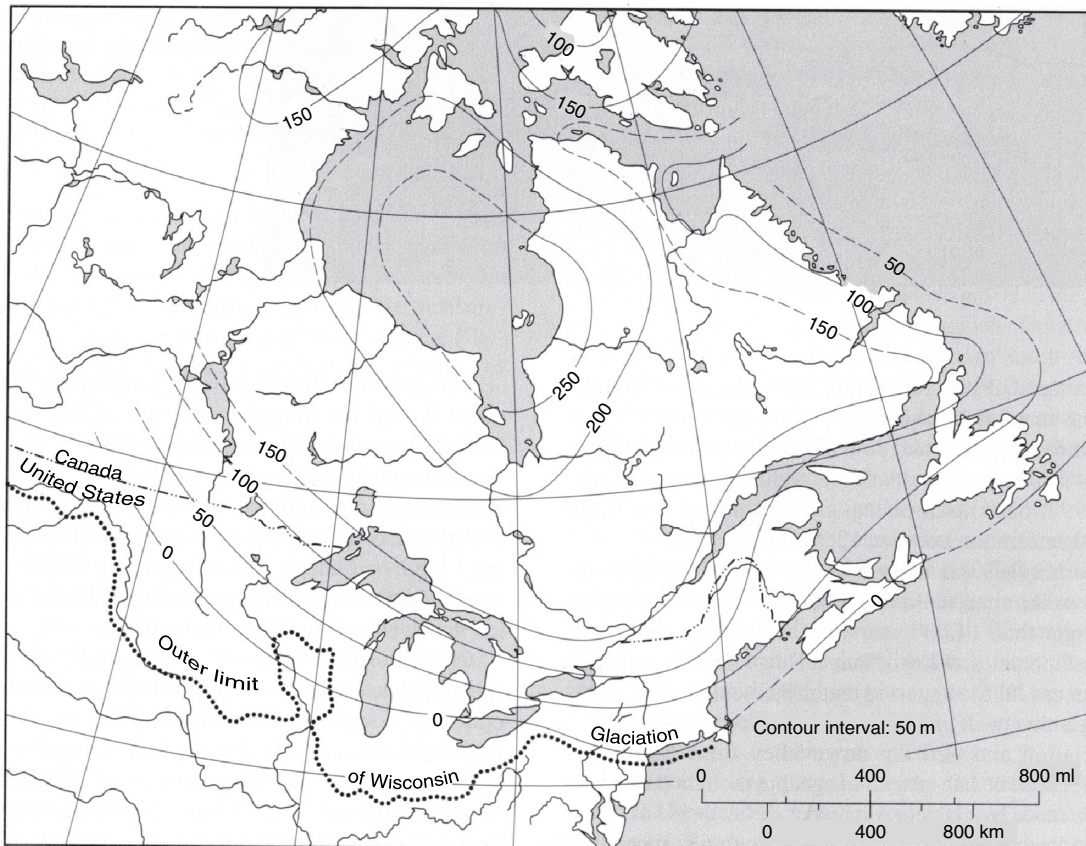 100
150
150
50
100
150
250
200
Canada
United States
150
100
50
0
0
Outer limit
0
Glaciation
of Wisconsin
Contour interval: 50 m
0 400 800 ml
0 400 800 km